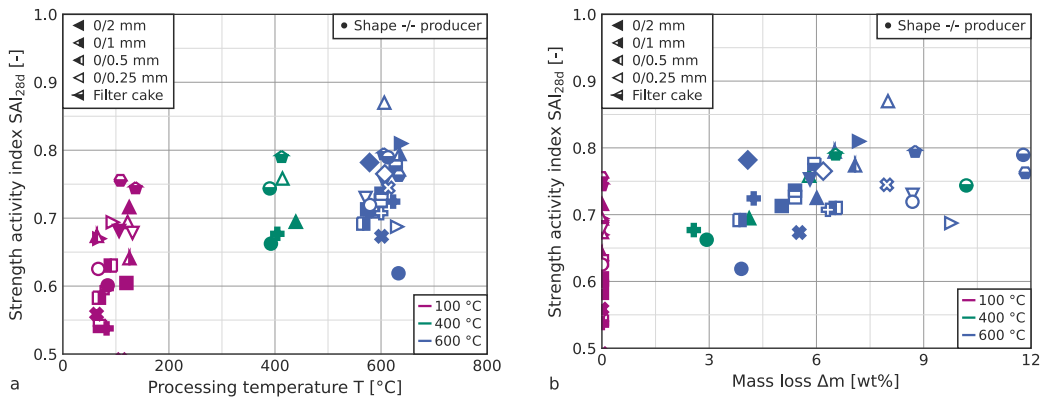 0/2 mm
0/1 mm
0/0.5 mm
0/0.25 mm
Filter cake
Shape -/- producer
100 °C
400 °C
600 °C
1.0
0.9
0.8
0.7
0.6
0.5
0
200
400
600
800
Strength activity index SAI28d [-]
Processing temperature T [°C]
a
0/2 mm
0/1 mm
0/0.5 mm
0/0.25 mm
Filter cake
Shape -/- producer
100 °C
400 °C
600 °C
1.0
0.9
0.8
0.7
0.6
0.5
0
3
6
9
12
Strength activity index SAI28d [-]
Mass loss Δm [wt%]
b